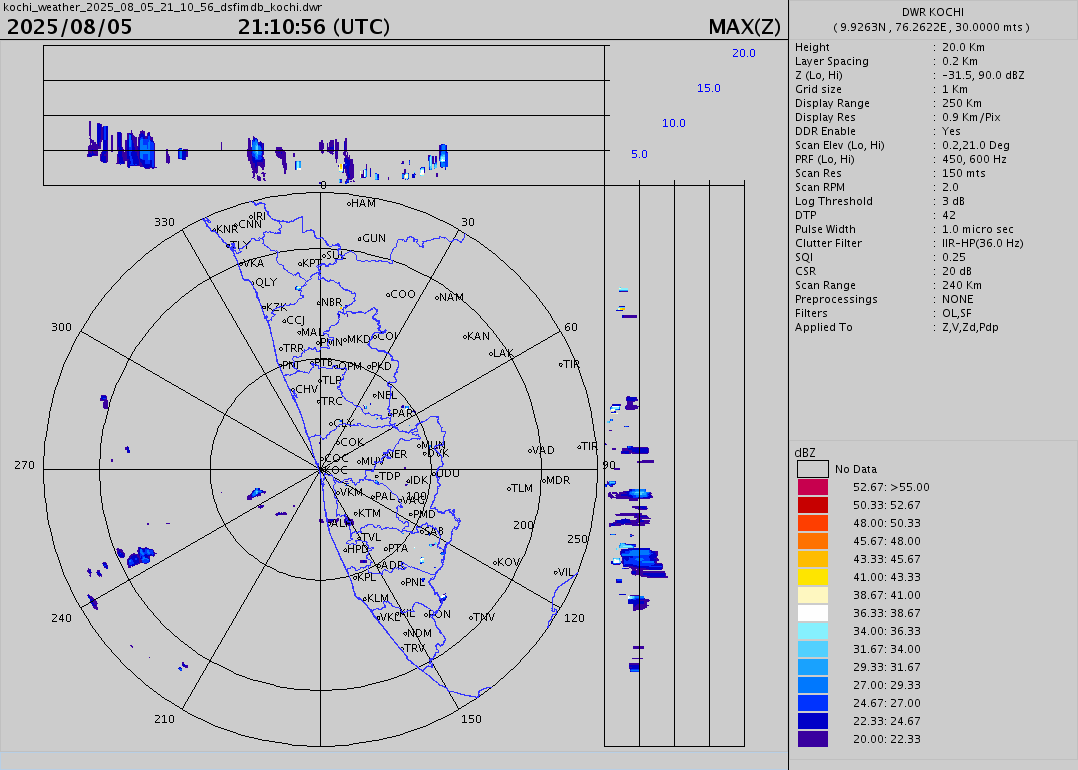 kochi_weather_2025_08_05_21_10_56_dsfimdb_kochi.dwr
2025/08/05 21:10:56 (UTC) MAX(Z)
20.0
15.0
10.0
5.0
0
30
60
90
120
150
210
240
270
300
330
100
200
250
HAM
IRI
CNN
KNR
TLY
GUN
SUL
VKA
KPT
QLY
COO
NAM
NBR
KZK
CCJ
MAL
PMN
MKD
COI
KAN
TRR
LAK
PNI
PTB
OPM
PKD
TIR
TLP
CHV
NEL
TRC
PAR
CLY
COK
MUN
DVK
VAD
TIR
COC
MUV
NER
KOC
TDP
IDK
UDU
MDR
TLM
VKM
PAL
VAG
KTM
PMD
ALP
SAB
TVL
HPD
PTA
ADR
KOV
VIL
KPL
PNL
KLM
VKL
KIL
PON
TNV
NDM
TRV
DWR KOCHI
( 9.9263N , 76.2622E , 30.0000 mts )
Height : 20.0 Km
Layer Spacing : 0.2 Km
Z (Lo, Hi) : -31.5, 90.0 dBZ
Grid size : 1 Km
Display Range : 250 Km
Display Res : 0.9 Km/Pix
DDR Enable : Yes
Scan Elev (Lo, Hi) : 0.2,21.0 Deg
PRF (Lo, Hi) : 450, 600 Hz
Scan Res : 150 mts
Scan RPM : 2.0
Log Threshold : 3 dB
DTP : 42
Pulse Width : 1.0 micro sec
Clutter Filter : IIR-HP(36.0 Hz)
SQI : 0.25
CSR : 20 dB
Scan Range : 240 Km
Preprocessings : NONE
Filters : OL,SF
Applied To : Z,V,Zd,Pdp
dBZ
No Data
52.67: >55.00
50.33: 52.67
48.00: 50.33
45.67: 48.00
43.33: 45.67
41.00: 43.33
38.67: 41.00
36.33: 38.67
34.00: 36.33
31.67: 34.00
29.33: 31.67
27.00: 29.33
24.67: 27.00
22.33: 24.67
20.00: 22.33